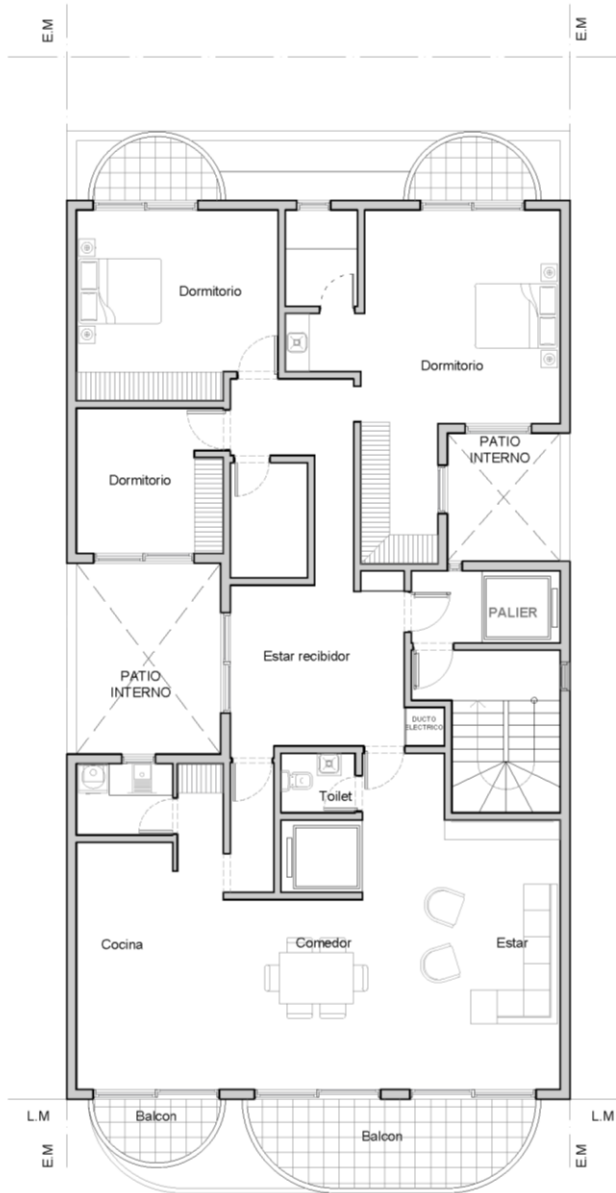 E.M
E.M
Dormitorio
Dormitorio
PATIO
INTERNO
Dormitorio
PALIER
Estar recibidor
PATIO
INTERNO
DUCTO
ELECTRICO
Toilet
Cocina
Comedor
Estar
L.M
Balcon
L.M
Balcon
E.M
E.M